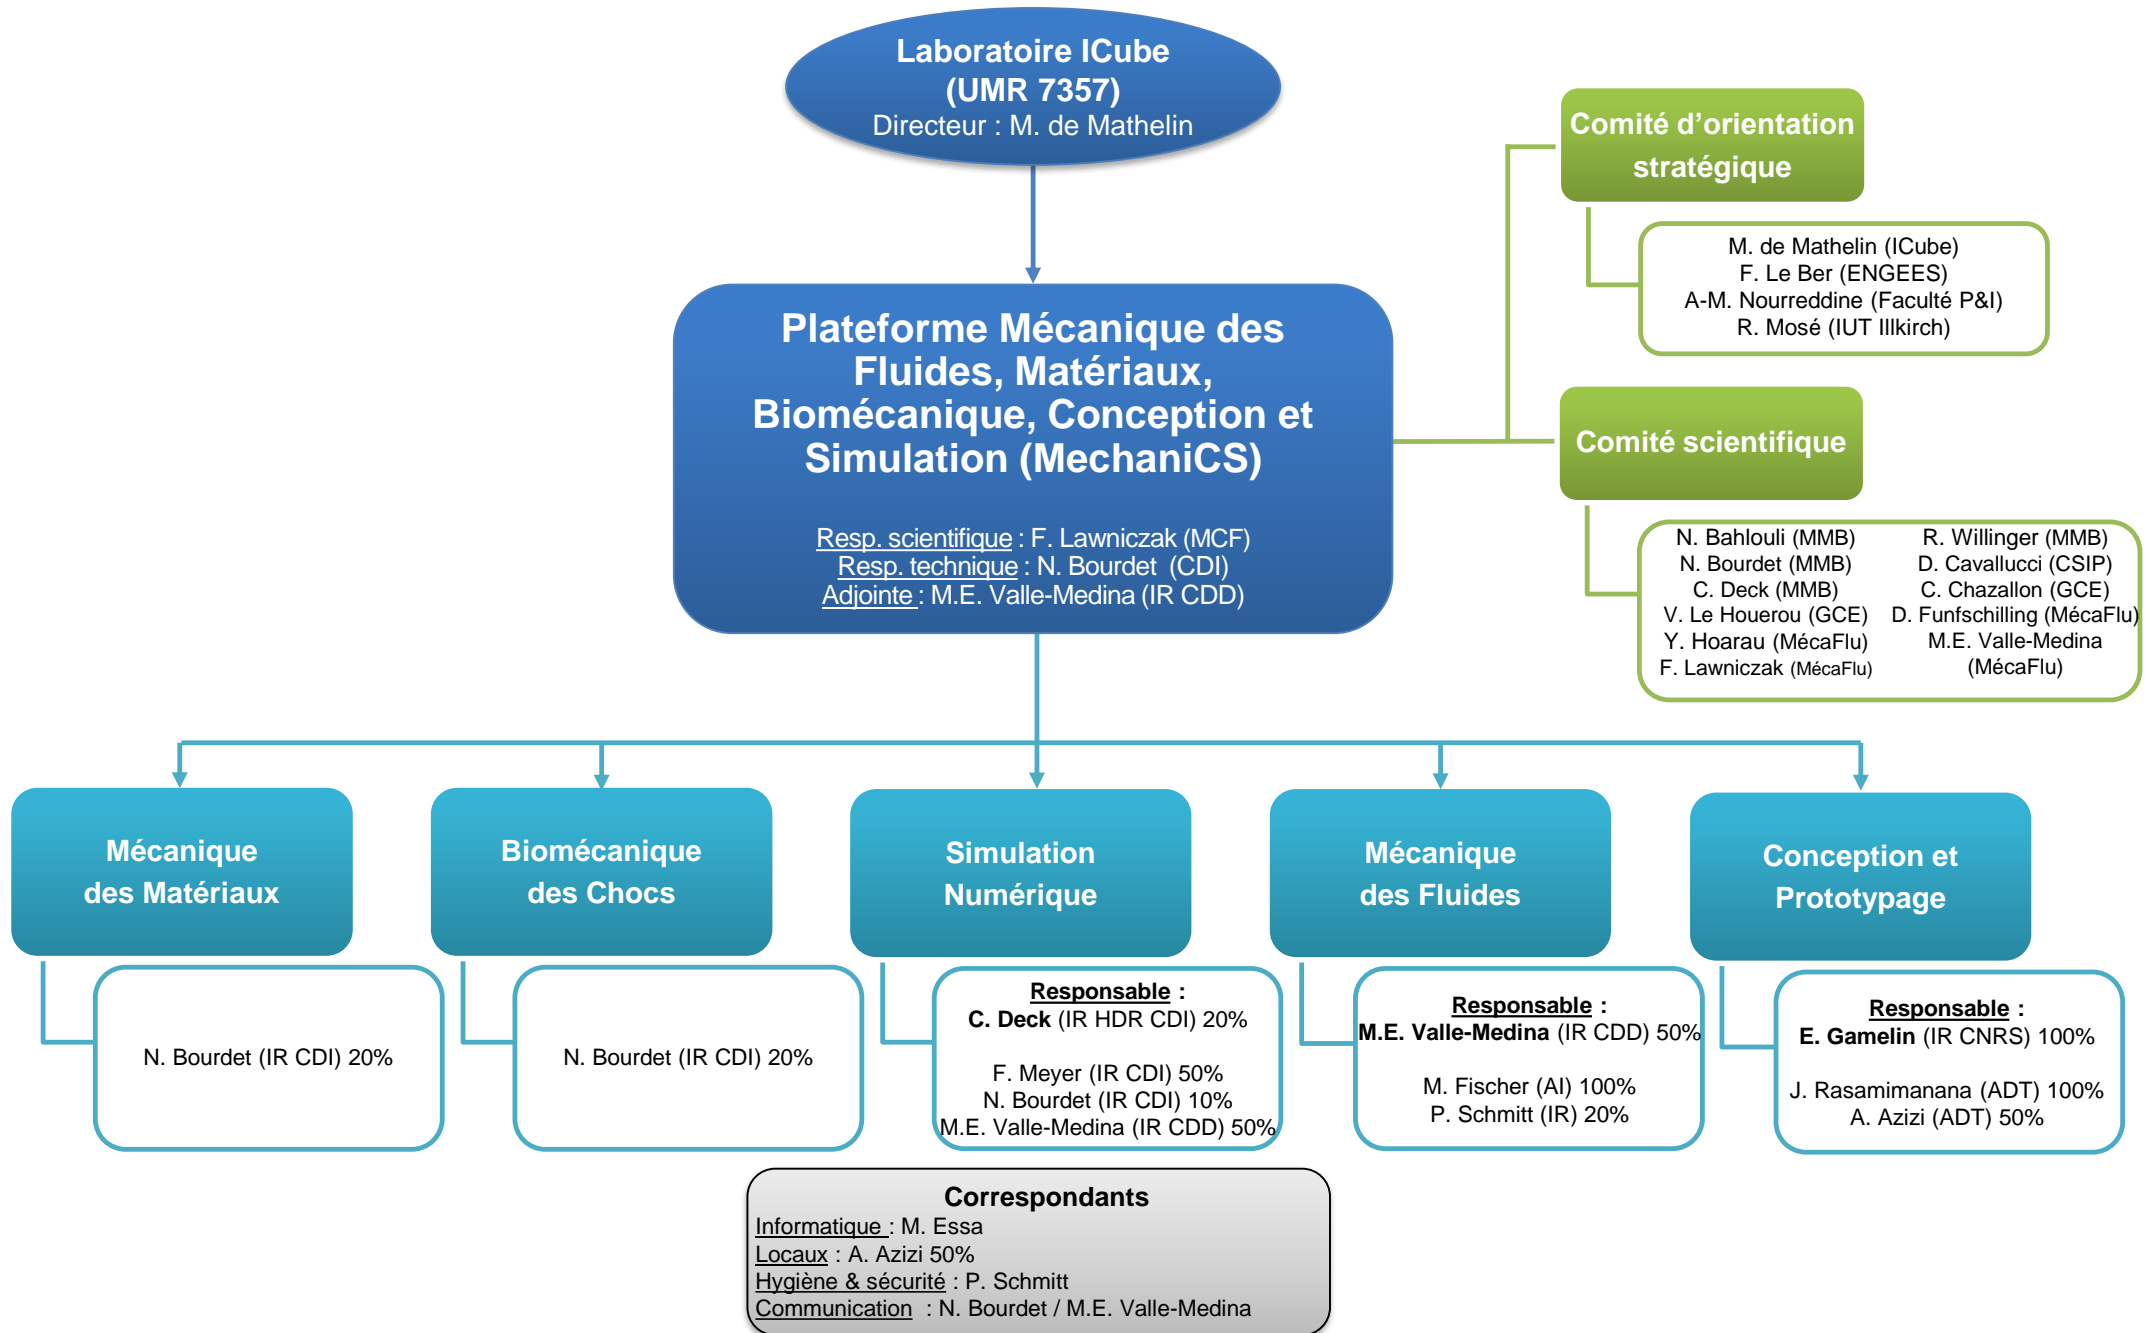 Laboratoire ICube
(UMR 7357)
Directeur : M. de Mathelin
Comité d’orientation
stratégique
M. de Mathelin (ICube)
F. Le Ber (ENGEES)
A-M. Nourreddine (Faculté P&I)
R. Mosé (IUT Illkirch)
Plateforme Mécanique des
Fluides, Matériaux,
Biomécanique, Conception et
Simulation (MechaniCS)
Resp. scientifique : F. Lawniczak (MCF)
Resp. technique : N. Bourdet (CDI)
Adjointe : M.E. Valle-Medina (IR CDD)
Comité scientifique
N. Bahlouli (MMB)
N. Bourdet (MMB)
C. Deck (MMB)
V. Le Houerou (GCE)
Y. Hoarau (MécaFlu)
F. Lawniczak (MécaFlu)
R. Willinger (MMB)
D. Cavallucci (CSIP)
C. Chazallon (GCE)
D. Funfschilling (MécaFlu)
M.E. Valle-Medina
(MécaFlu)
Mécanique
des Matériaux
N. Bourdet (IR CDI) 20%
Biomécanique
des Chocs
N. Bourdet (IR CDI) 20%
Simulation
Numérique
Responsable :
C. Deck (IR HDR CDI) 20%
F. Meyer (IR CDI) 50%
N. Bourdet (IR CDI) 10%
M.E. Valle-Medina (IR CDD) 50%
Mécanique
des Fluides
Responsable :
M.E. Valle-Medina (IR CDD) 50%
M. Fischer (AI) 100%
P. Schmitt (IR) 20%
Conception et
Prototypage
Responsable :
E. Gamelin (IR CNRS) 100%
J. Rasamimanana (ADT) 100%
A. Azizi (ADT) 50%
Correspondants
Informatique : M. Essa
Locaux : A. Azizi 50%
Hygiène & sécurité : P. Schmitt
Communication : N. Bourdet / M.E. Valle-Medina